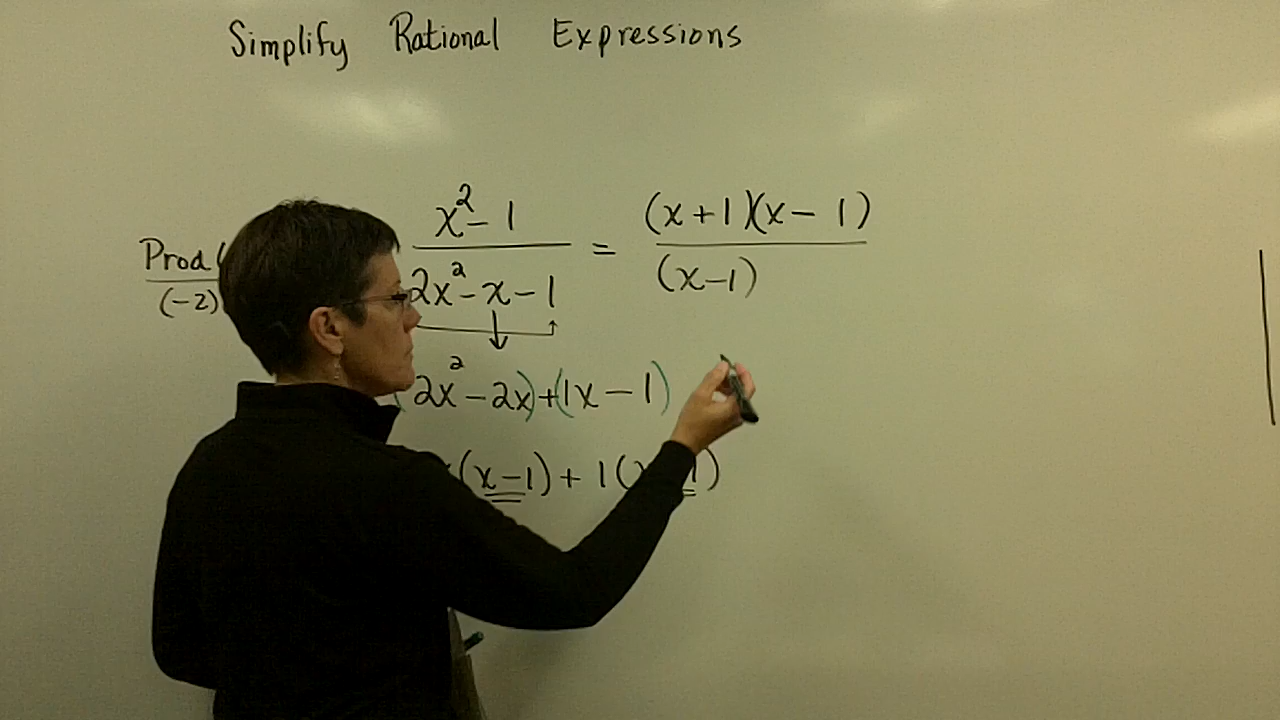 Simplify Rational Expressions
x² - 1 = (x + 1)(x - 1)
Prod
(-2)
2x² - x - 1 (x - 1)
2x² - 2x) + (1x - 1)
(x - 1) + 1( 1)